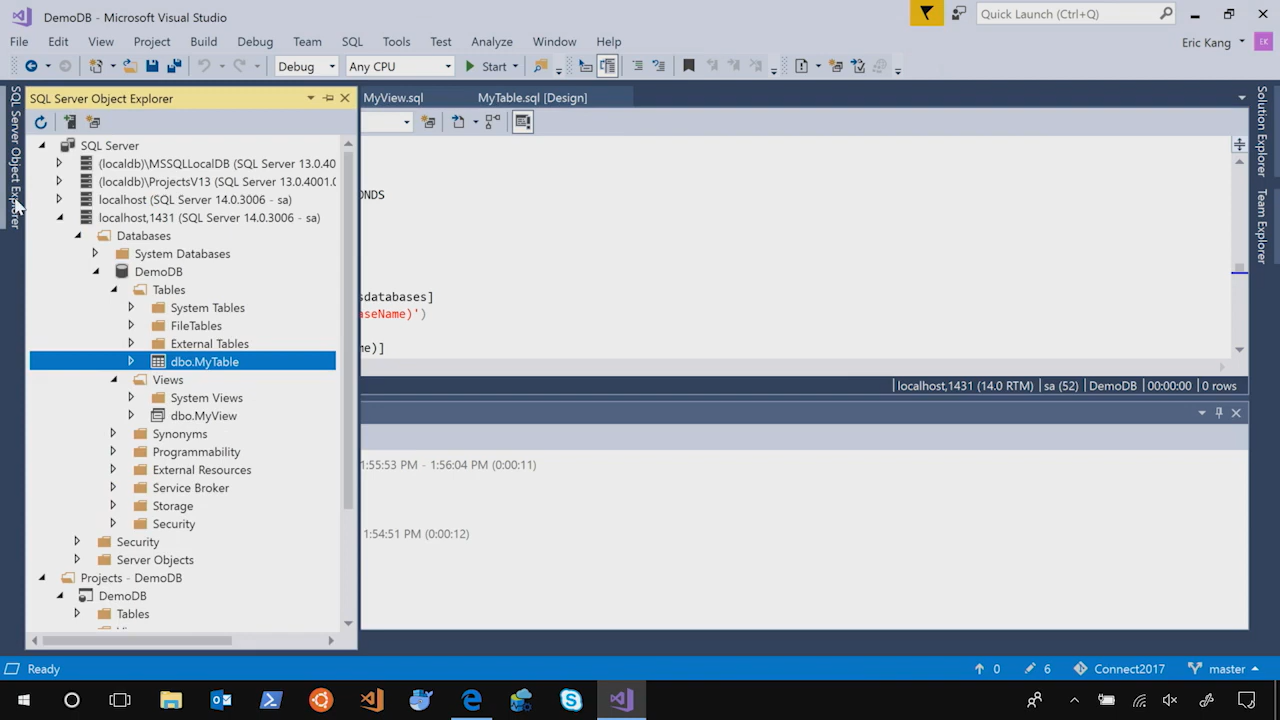 DemoDB - Microsoft Visual Studio
Quick Launch (Ctrl+Q)
File Edit View Project Build Debug Team SQL Tools Test Analyze Window Help
Eric Kang EK
Debug Any CPU Start
SQL Server Object Explorer
SQL Server Object Explorer
MyView.sql MyTable.sql [Design]
Solution Explorer
Team Explorer
SQL Server
(localdb)\MSSQLLocalDB (SQL Server 13.0.40
(localdb)\ProjectsV13 (SQL Server 13.0.4001.0
localhost (SQL Server 14.0.3006 - sa)
localhost,1431 (SQL Server 14.0.3006 - sa)
Databases
System Databases
DemoDB
Tables
System Tables
FileTables
External Tables
dbo.MyTable
Views
System Views
dbo.MyView
Synonyms
Programmability
External Resources
Service Broker
Storage
Security
Security
Server Objects
Projects - DemoDB
DemoDB
Tables
ONDS
sdatabases]
aseName)')
me)]
localhost,1431 (14.0 RTM) sa (52) DemoDB 00:00:00 0 rows
1:55:53 PM - 1:56:04 PM (0:00:11)
1:54:51 PM (0:00:12)
Ready
0 6 Connect2017 master